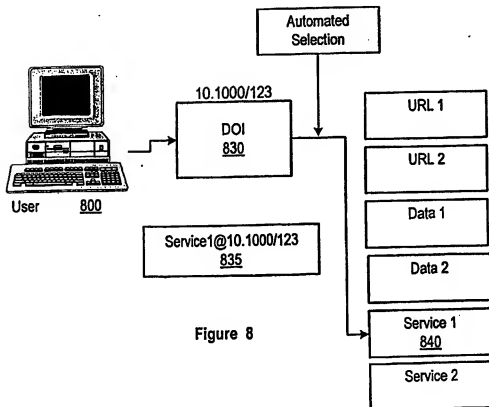 Automated
Selection
10.1000/123
DOI
830
URL 1
URL 2
Data 1
Data 2
Service 1
840
Service 2
User 800
Service1@10.1000/123
835
Figure 8